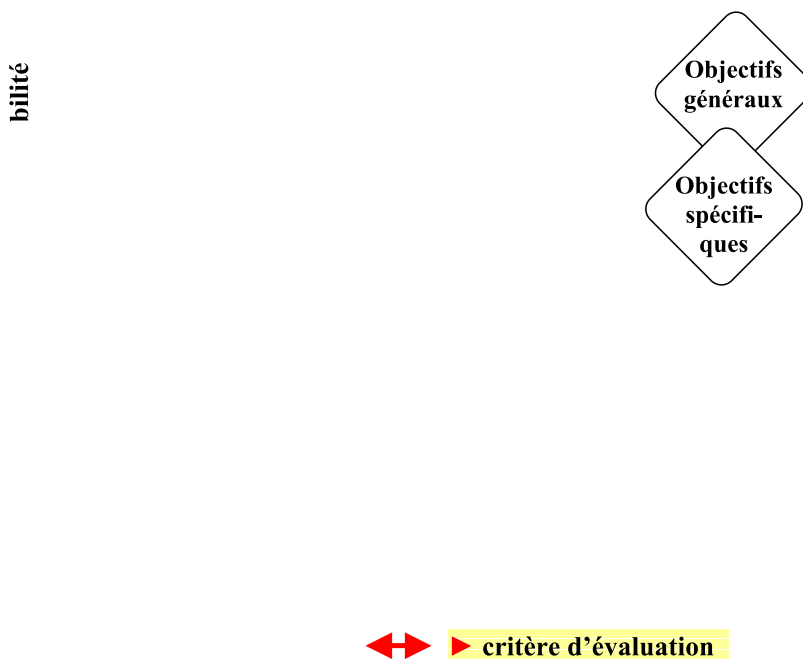 bilité
Objectifs
généraux
Objectifs
spécifi-
ques
critère d’évaluation